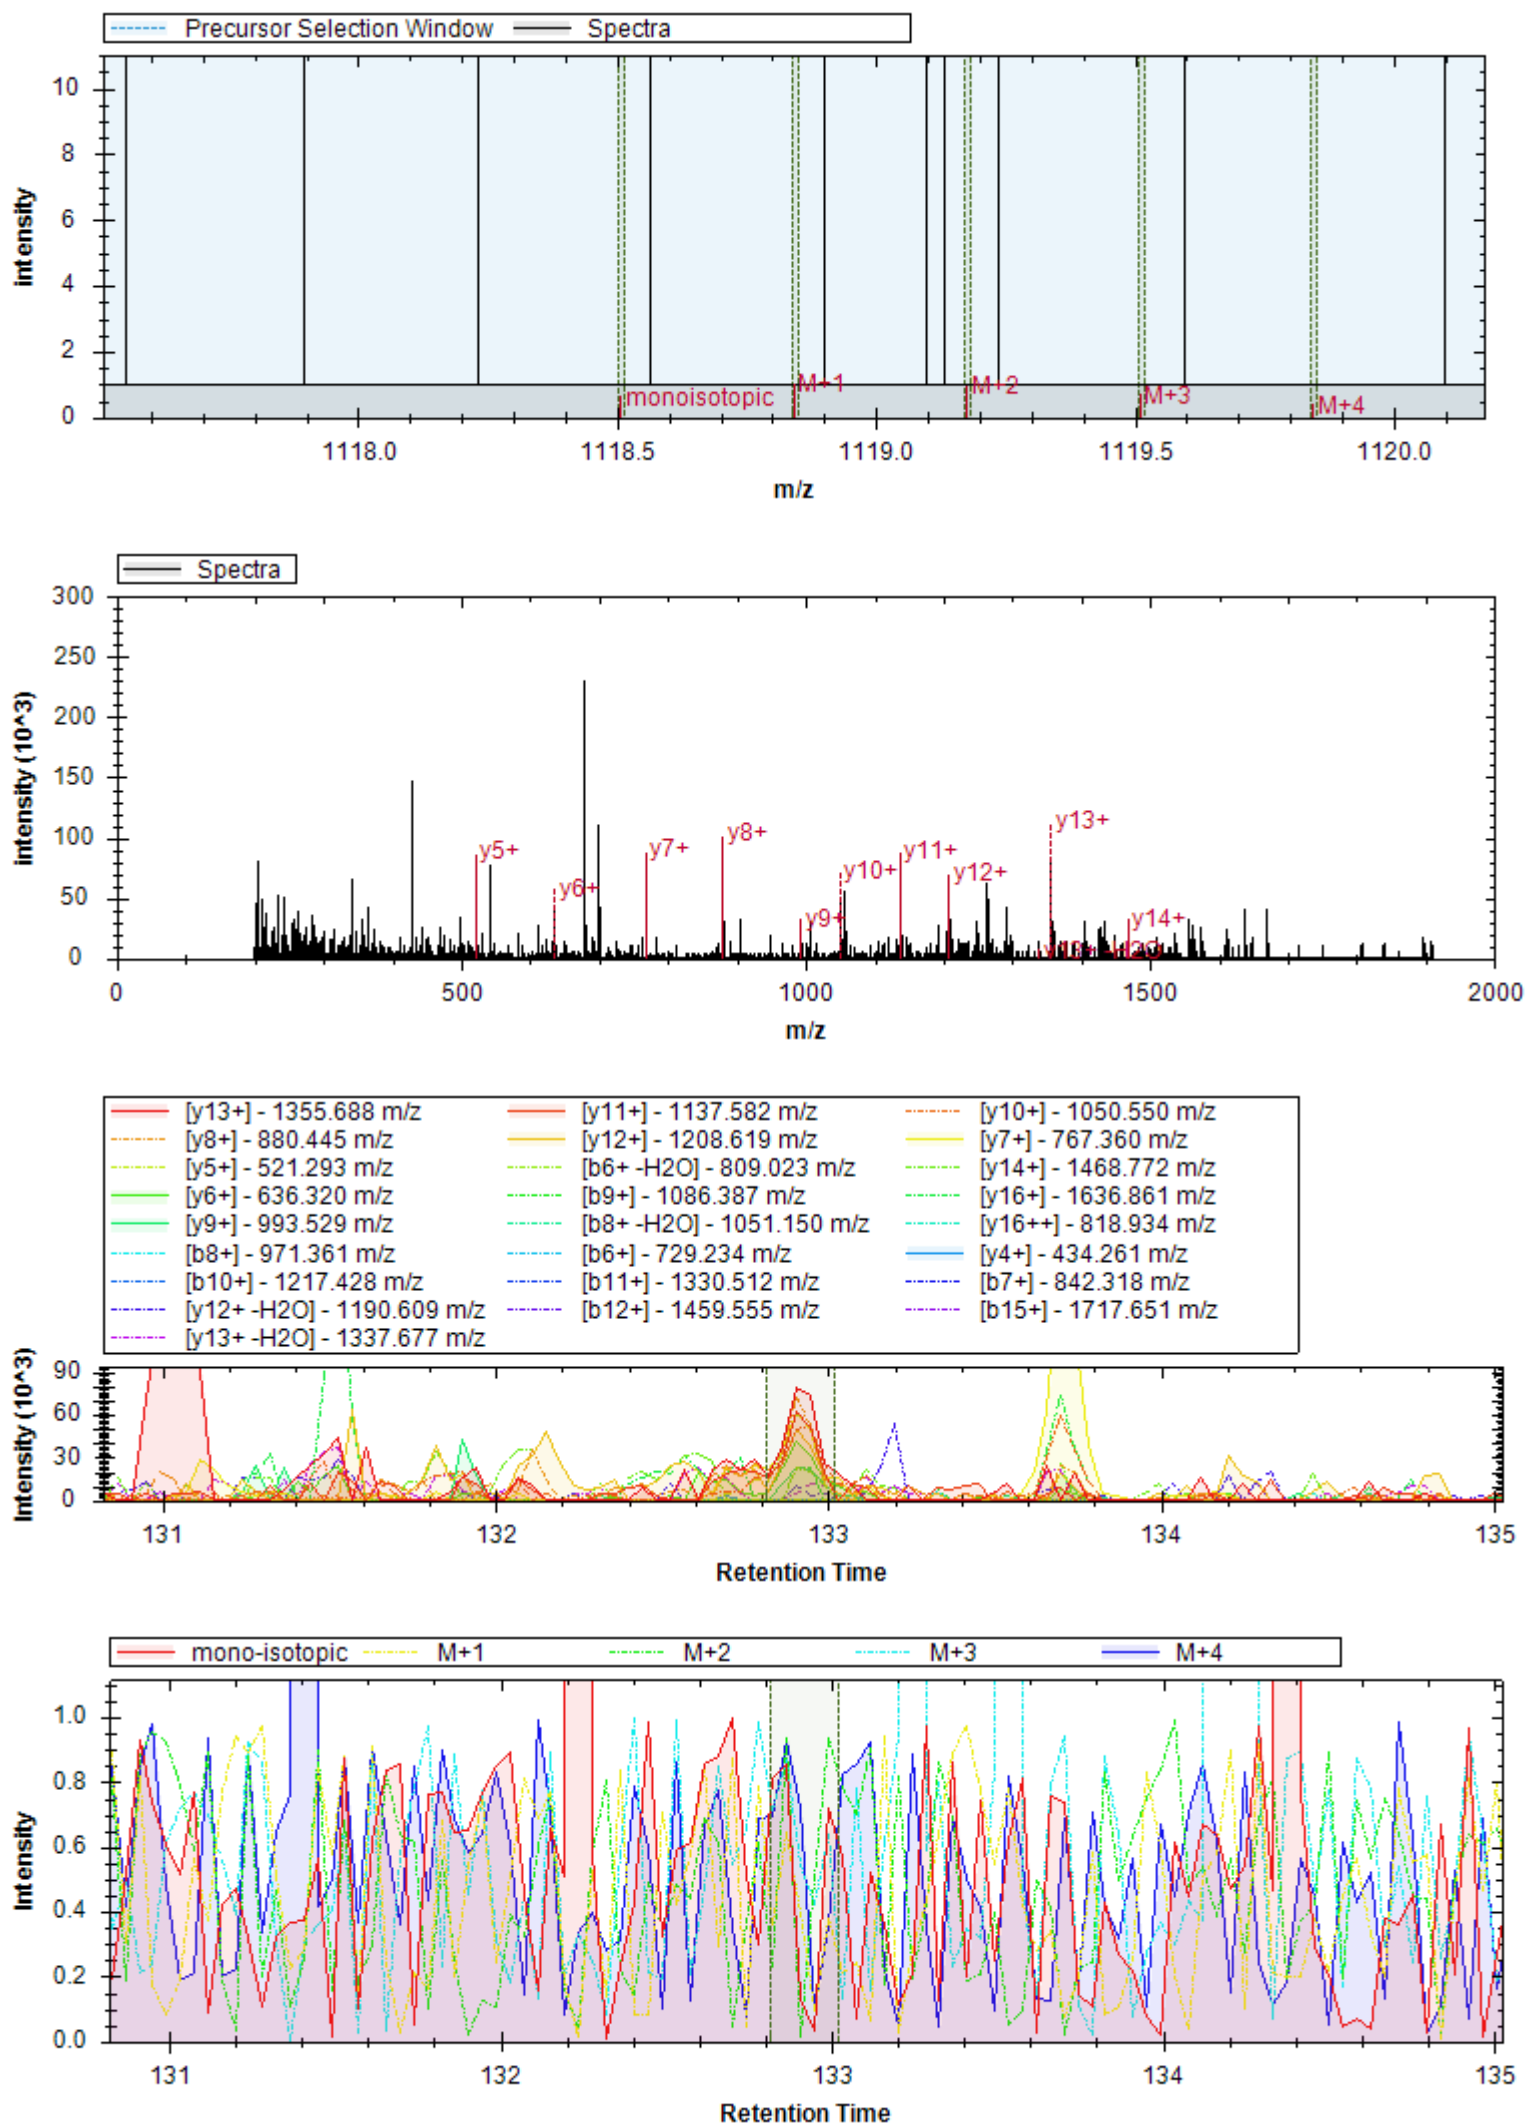 Precursor Selection Window Spectra
10
8
6
4
2
0
intensity
monoisotopic M+1 M+2 M+3 M+4
1118.0 1118.5 1119.0 1119.5 1120.0
m/z
Spectra
300
250
200
150
100
50
0
intensity (10^3)
y5+ y6+ y7+ y8+ y9+ y10+ y11+ y12+ y13+ y14+
-H2O
0 500 1000 1500 2000
m/z
[y13+] - 1355.688 m/z [y11+] - 1137.582 m/z [y10+] - 1050.550 m/z
[y8+] - 880.445 m/z [y12+] - 1208.619 m/z [y7+] - 767.360 m/z
[y5+] - 521.293 m/z [b6+ -H2O] - 809.023 m/z [y14+] - 1468.772 m/z
[y6+] - 636.320 m/z [b9+] - 1086.387 m/z [y16+] - 1636.861 m/z
[y9+] - 993.529 m/z [b8+ -H2O] - 1051.150 m/z [y16++] - 818.934 m/z
[b8+] - 971.361 m/z [b6+] - 729.234 m/z [y4+] - 434.261 m/z
[b10+] - 1217.428 m/z [b11+] - 1330.512 m/z [b7+] - 842.318 m/z
[y12+ -H2O] - 1190.609 m/z [b12+] - 1459.555 m/z [b15+] - 1717.651 m/z
[y13+ -H2O] - 1337.677 m/z
90
60
30
0
Intensity (10^3)
131 132 133 134 135
Retention Time
mono-isotopic M+1 M+2 M+3 M+4
1.0
0.8
0.6
0.4
0.2
0.0
Intensity
131 132 133 134 135
Retention Time